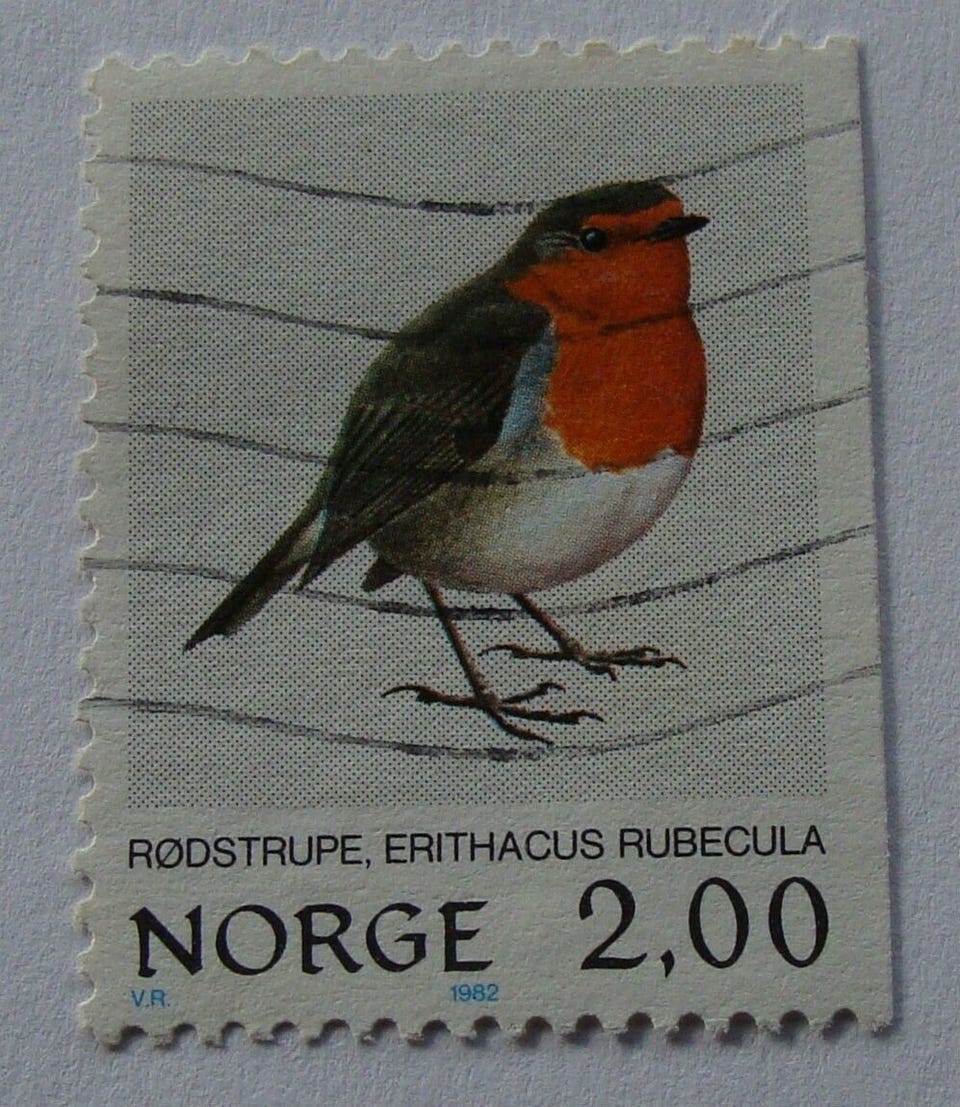 RØDSTRUPE, ERITHACUS RUBECULA
NORGE 2,00
V.R. 1982